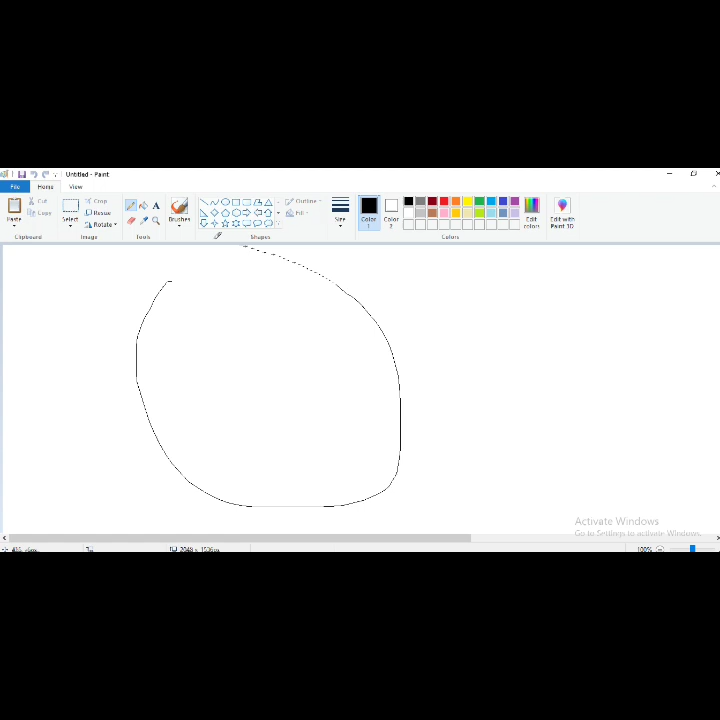 Untitled - Paint
File Home View
Paste
Cut
Copy
Clipboard
Select
Crop
Rotate
Image
A
Tools
Brushes
Outline
Fill
Shapes
Size
Color 1
Color 2
Edit colors
Colors
Edit with Paint 3D
Activate Windows
Go to Settings to activate Windows.
2048 × 1536px
100%